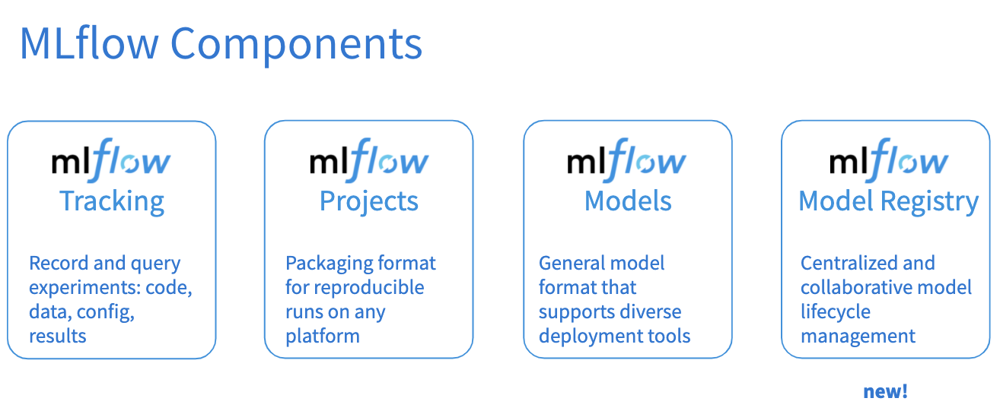 MLflow Components
mlflow
Tracking
Record and query
experiments: code,
data, config,
results
mlflow
Projects
Packaging format
for reproducible
runs on any
platform
mlflow
Models
General model
format that
supports diverse
deployment tools
mlflow
Model Registry
Centralized and
collaborative model
lifecycle
management
new!